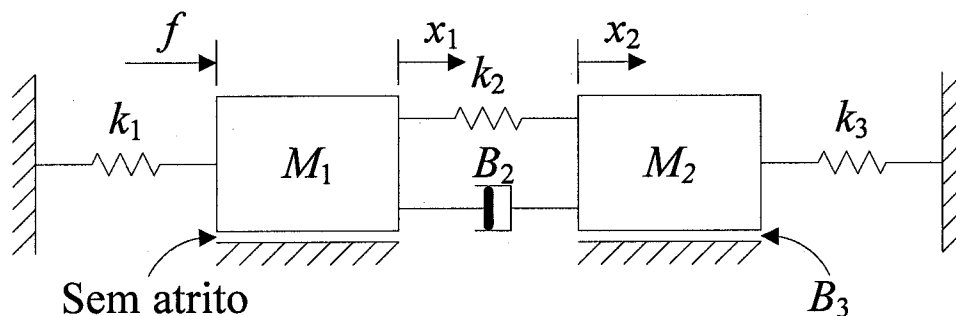 f
x₁
x₂
k₁
k₂
k₃
M₁
B₂
M₂
Sem atrito
B₃